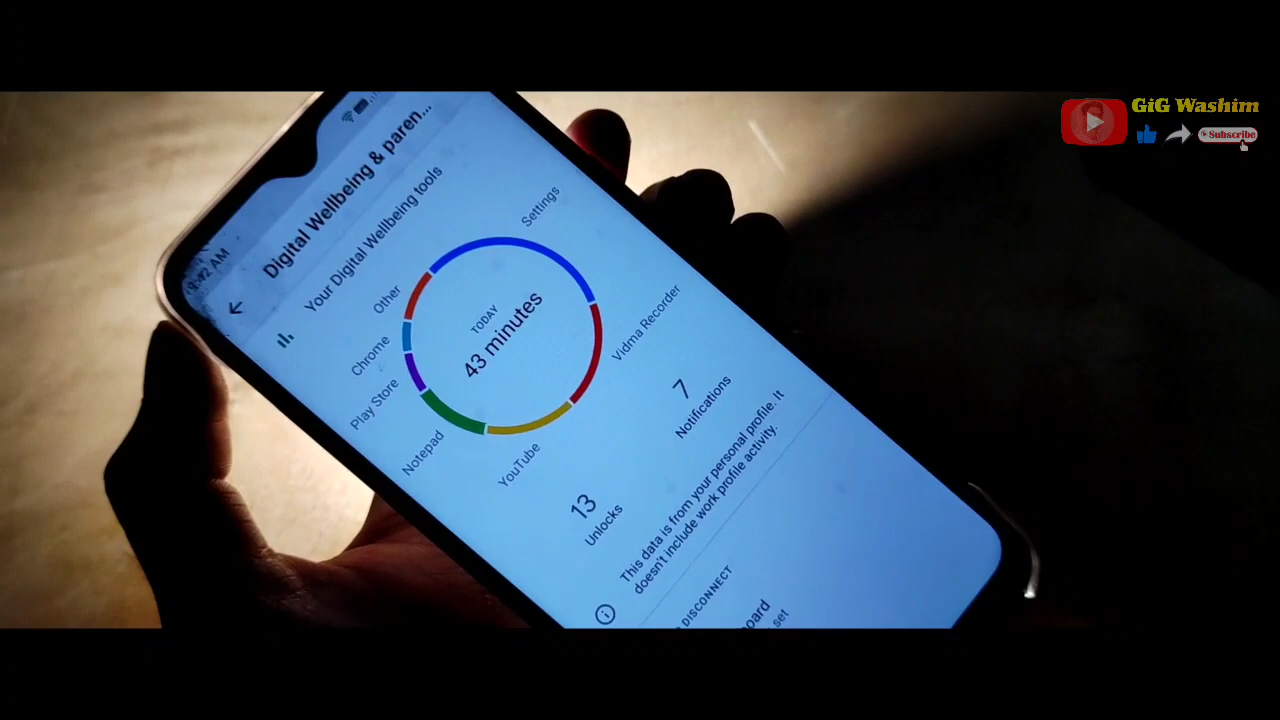 GiG Washim
Subscribe
Digital Wellbeing & paren...
Your Digital Wellbeing tools
Settings
Other
Chrome
Play Store
Notepad
YouTube
Vidma Recorder
TODAY
43 minutes
7
Notifications
13
Unlocks
This data is from your personal profile. It
doesn't include work profile activity.
DISCONNECT
set